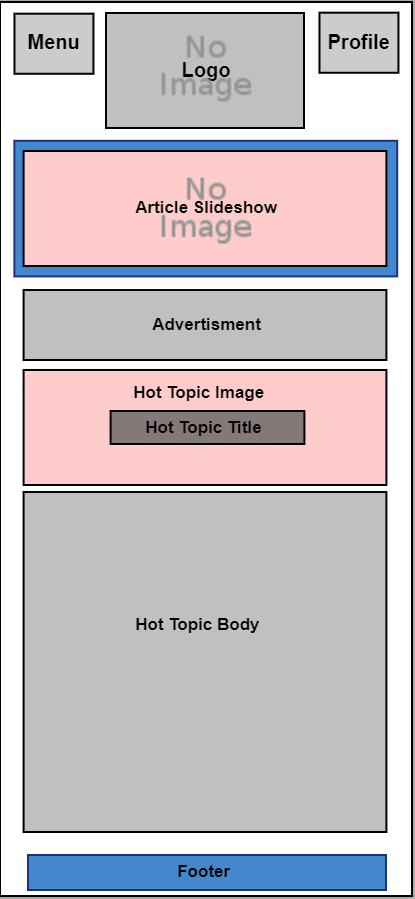 Menu
No
Logo
Image
Profile
No
Article Slideshow
Image
Advertisment
Hot Topic Image
Hot Topic Title
Hot Topic Body
Footer